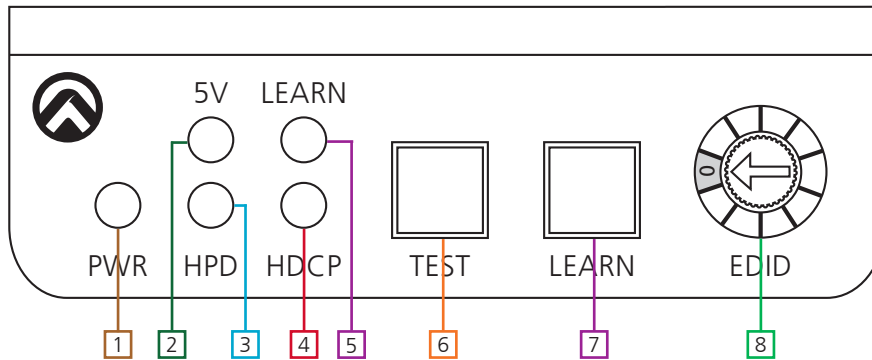 5V LEARN
0
PWR HPD HDCP TEST LEARN EDID
1 2 3 4 5 6 7 8